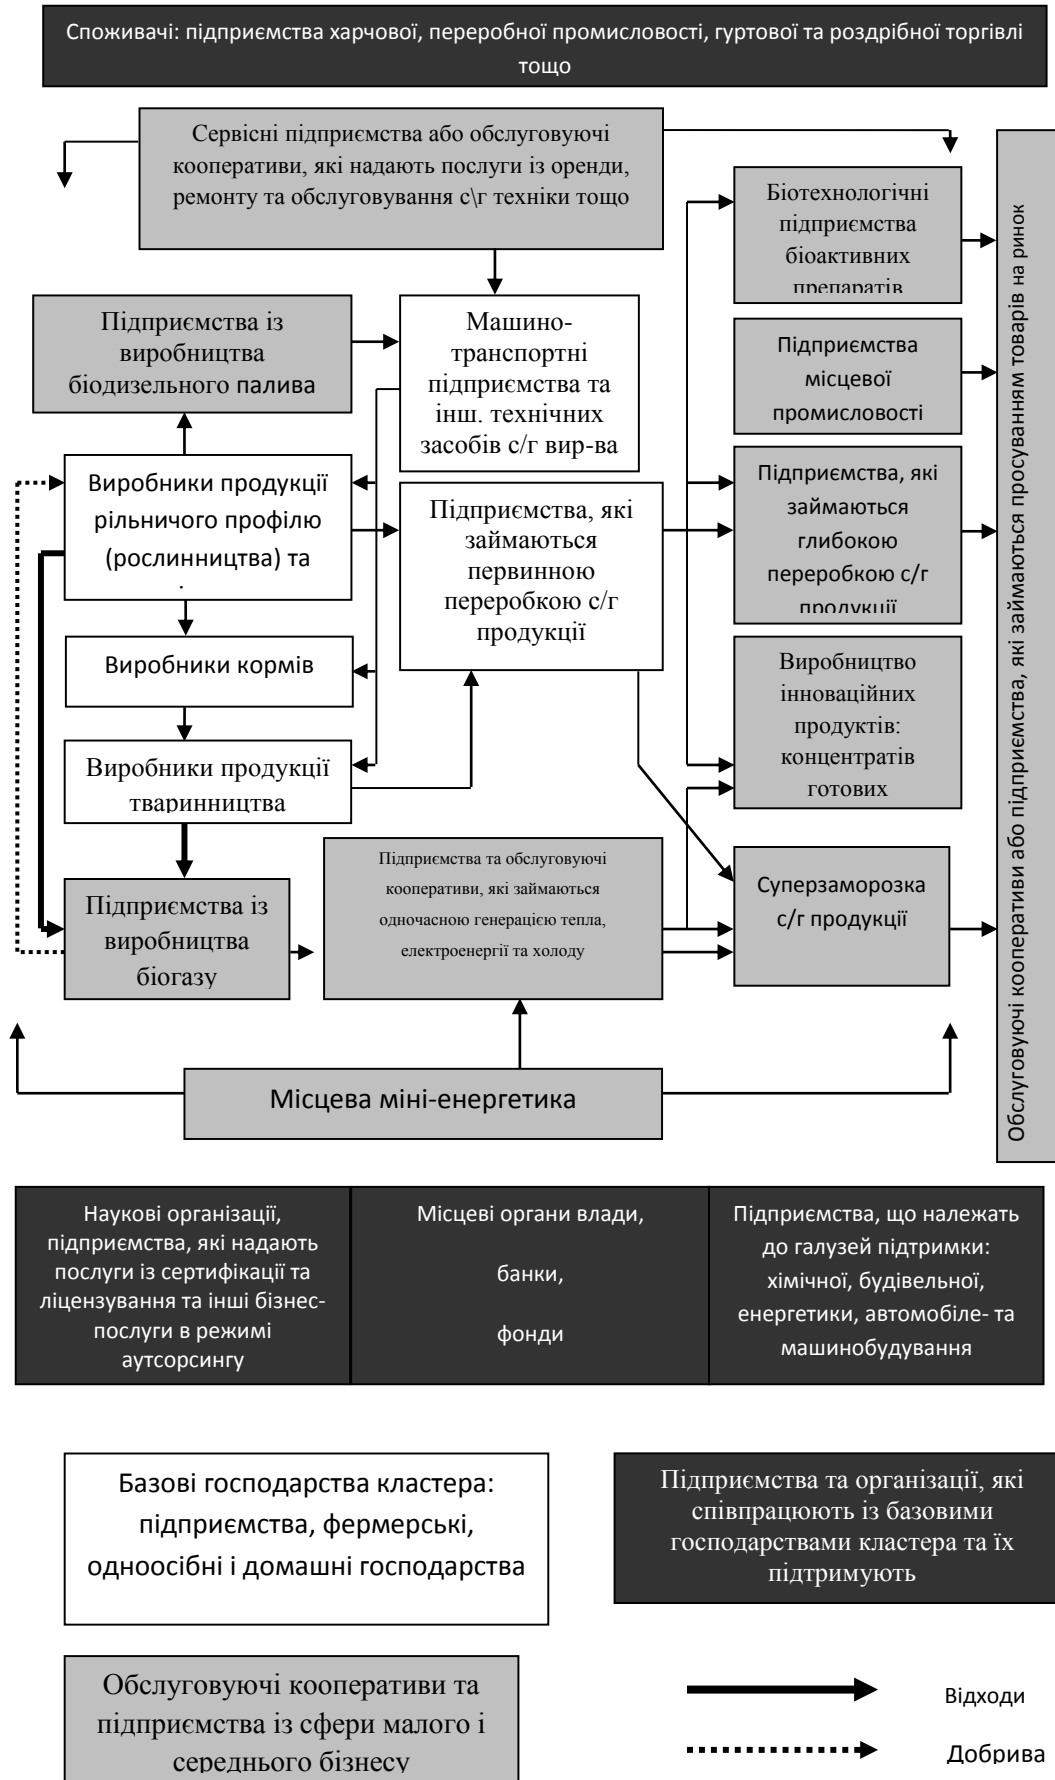 Споживачі: підприємства харчової, переробної промисловості, гуртової та роздрібної торгівлі
тощо
Сервісні підприємства або обслуговуючі
кооперативи, які надають послуги із оренди,
ремонту та обслуговування с\г техніки тощо
Біотехнологічні
підприємства
біоактивних
препаратів
Підприємства із
виробництва
біодизельного палива
Машино-
транспортні
підприємства та
інш. технічних
засобів с/г вир-ва
Підприємства
місцевої
промисловості
Виробники продукції
рільничого профілю
(рослинництва) та
Підприємства, які
займаються
первинною
переробкою с/г
продукції
Підприємства, які
займаються
глибокою
переробкою с/г
продукції
Виробники кормів
Виробництво
інноваційних
продуктів:
концентратів
готових
Виробники продукції
тваринництва
Підприємства із
виробництва
біогазу
Підприємства та обслуговуючі
кооперативи, які займаються
одночасною генерацією тепла,
електроенергії та холоду
Суперзаморозка
с/г продукції
Обслуговуючі кооперативи або підприємства, які займаються просуванням товарів на ринок
Місцева міні-енергетика
Наукові організації,
підприємства, які надають
послуги із сертифікації та
ліцензування та інші бізнес-
послуги в режимі
аутсорсингу
Місцеві органи влади,
банки,
фонди
Підприємства, що належать
до галузей підтримки:
хімічної, будівельної,
енергетики, автомобіле- та
машинобудування
Базові господарства кластера:
підприємства, фермерські,
одноосібні і домашні господарства
Підприємства та організації, які
співпрацюють із базовими
господарствами кластера та їх
підтримують
Обслуговуючі кооперативи та
підприємства із сфери малого і
середнього бізнесу
Відходи
Добрива